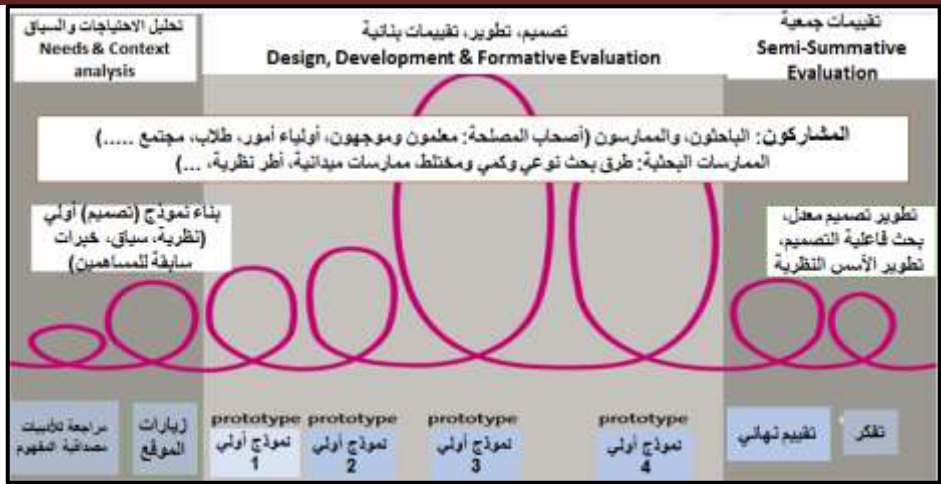 تحليل الاحتياجات والسياق
Needs & Context
analysis
تصميم، تطوير، تقييمات بنائية
Design, Development & Formative Evaluation
تقييمات جمعية
Semi-Summative
Evaluation
المشاركون: الباحثون، والممارسون (أصحاب المصلحة: معلمون وموجهون، أولياء أمور، طلاب، مجتمع .....)
الممارسات البحثية: طرق بحث نوعي وكمي ومختلط، ممارسات ميدانية، أطر نظرية، ...)
بناء نموذج (تصميم) أولي
(نظرية، سياق، خبرات
سابقة للمساهمين)
تطوير تصميم معدل،
بحث فاعلية التصميم،
تطوير الأسس النظرية
مراجعة للأدبيات
مصداقية المفهوم
زيارات
الموقع
prototype
نموذج أولي
1
prototype
نموذج أولي
2
prototype
نموذج أولي
3
prototype
نموذج أولي
4
تقييم نهائي
تفكر